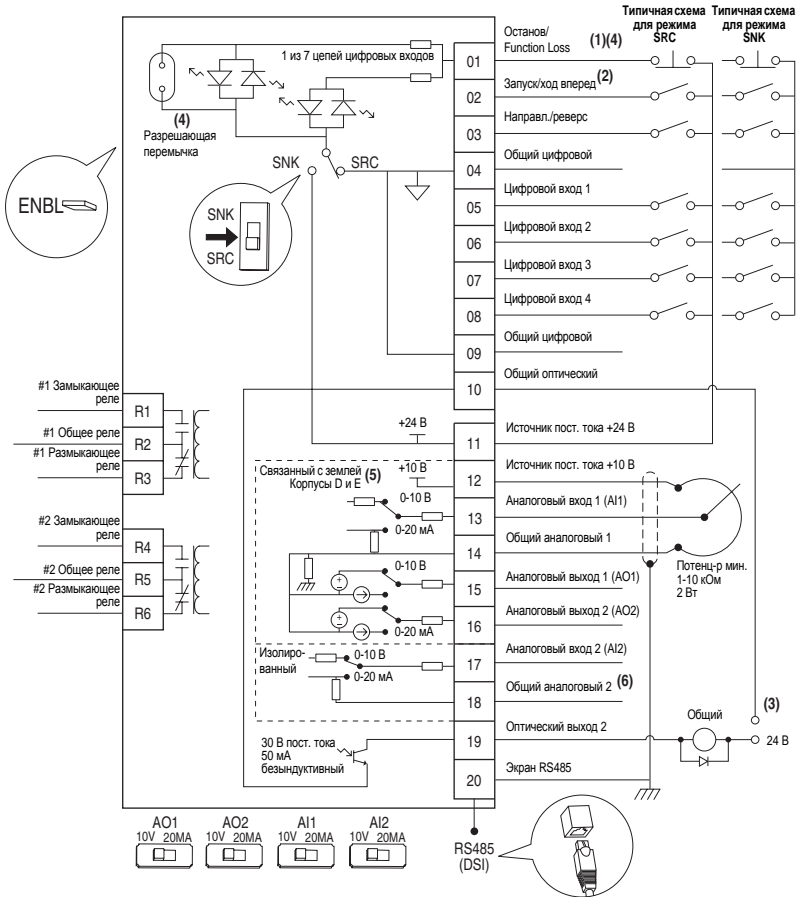 Типичная схема
для режима
SRC
Типичная схема
для режима
SNK
1 из 7 цепей цифровых входов
(4)
Разрешающая
перемычка
ENBL
SNK
SRC
SNK
SRC
01
Останов/
Function Loss
(1)(4)
02
Запуск/ход вперед
(2)
03
Направл./реверс
04
Общий цифровой
05
Цифровой вход 1
06
Цифровой вход 2
07
Цифровой вход 3
08
Цифровой вход 4
09
Общий цифровой
10
Общий оптический
#1 Замыкающее
реле
R1
#1 Общее реле
R2
#1 Размыкающее
реле
R3
#2 Замыкающее
реле
R4
#2 Общее реле
R5
#2 Размыкающее
реле
R6
+24 В
11
Источник пост. тока +24 В
Связанный с землей
Корпусы D и E
(5)
+10 В
12
Источник пост. тока +10 В
0-10 В
0-20 мА
13
Аналоговый вход 1 (AI1)
14
Общий аналоговый 1
0-10 В
15
Аналоговый выход 1 (AO1)
0-20 мА
16
Аналоговый выход 2 (AO2)
Потенц-р мин.
1-10 кОм
2 Вт
Изолиро-
ванный
0-10 В
0-20 мА
17
Аналоговый вход 2 (AI2)
18
Общий аналоговый 2
(6)
30 В пост. тока
50 мА
безындуктивный
19
Оптический выход 2
Общий
(3)
24 В
20
Экран RS485
AO1
10V 20MA
AO2
10V 20MA
AI1
10V 20MA
AI2
10V 20MA
RS485
(DSI)